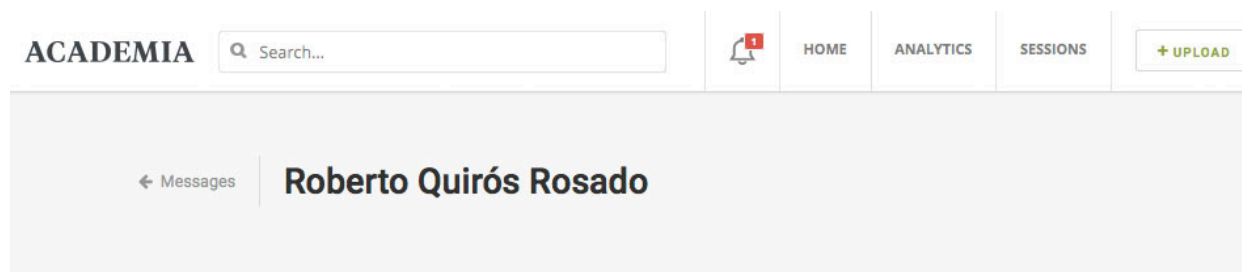 ACADEMIA Search... 1 HOME ANALYTICS SESSIONS + UPLOAD
← Messages Roberto Quirós Rosado